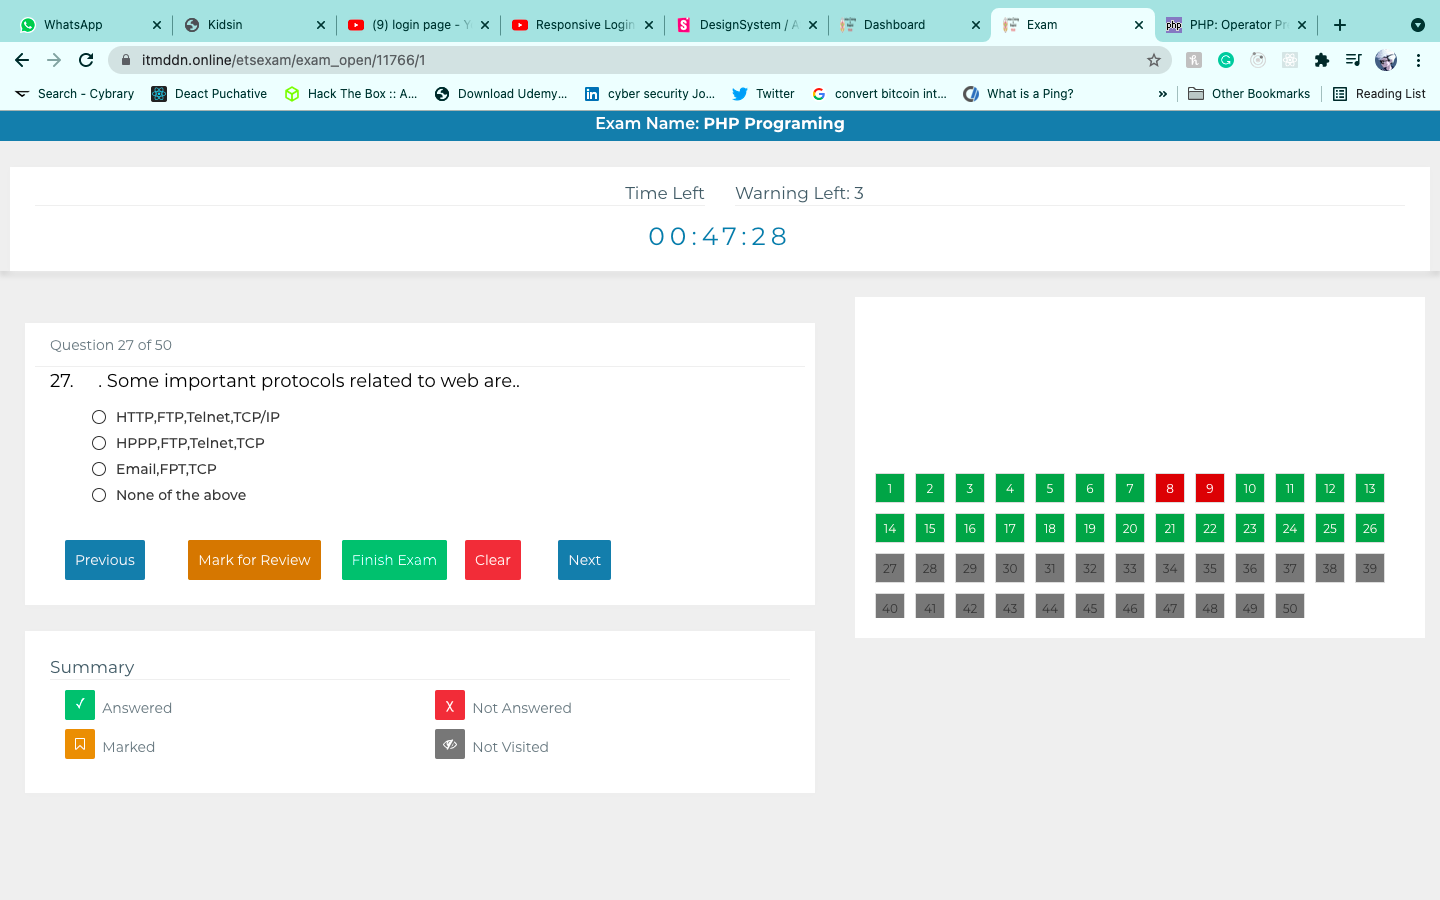 WhatsApp
Kidsin
(9) login page - Y
Responsive Login
DesignSystem / A
Dashboard
Exam
php PHP: Operator Pr
itmddn.online/etsexam/exam_open/11766/1
Search - Cybrary
Deact Puchative
Hack The Box :: A...
Download Udemy...
cyber security Jo...
Twitter
convert bitcoin int...
What is a Ping?
»
Other Bookmarks
Reading List
Exam Name: PHP Programing
Time Left
Warning Left: 3
00:47:28
Question 27 of 50
27. . Some important protocols related to web are..
HTTP,FTP,Telnet,TCP/IP
HPPP,FTP,Telnet,TCP
Email,FPT,TCP
None of the above
Previous
Mark for Review
Finish Exam
Clear
Next
1 2 3 4 5 6 7 8 9 10 11 12 13
14 15 16 17 18 19 20 21 22 23 24 25 26
27 28 29 30 31 32 33 34 35 36 37 38 39
40 41 42 43 44 45 46 47 48 49 50
Summary
Answered
X Not Answered
Marked
Not Visited